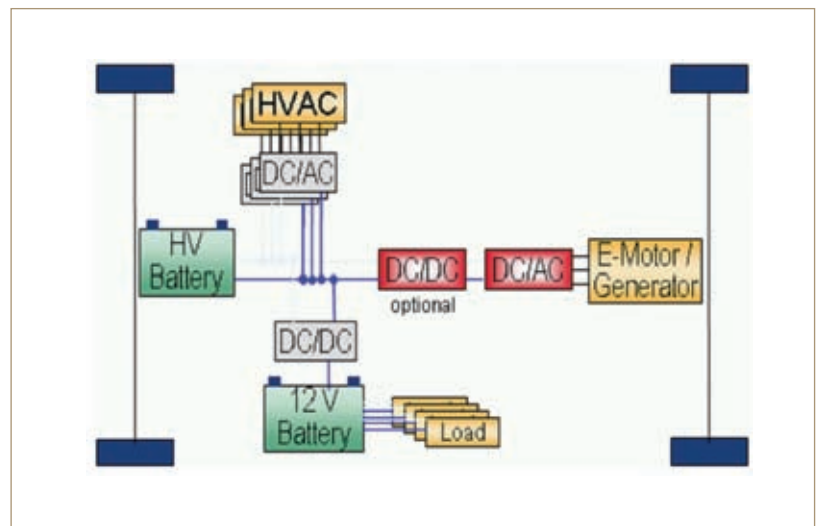 HVAC
DC/AC
HV
Battery
DC/DC
optional
DC/AC
E-Motor /
Generator
DC/DC
12 V
Battery
Load